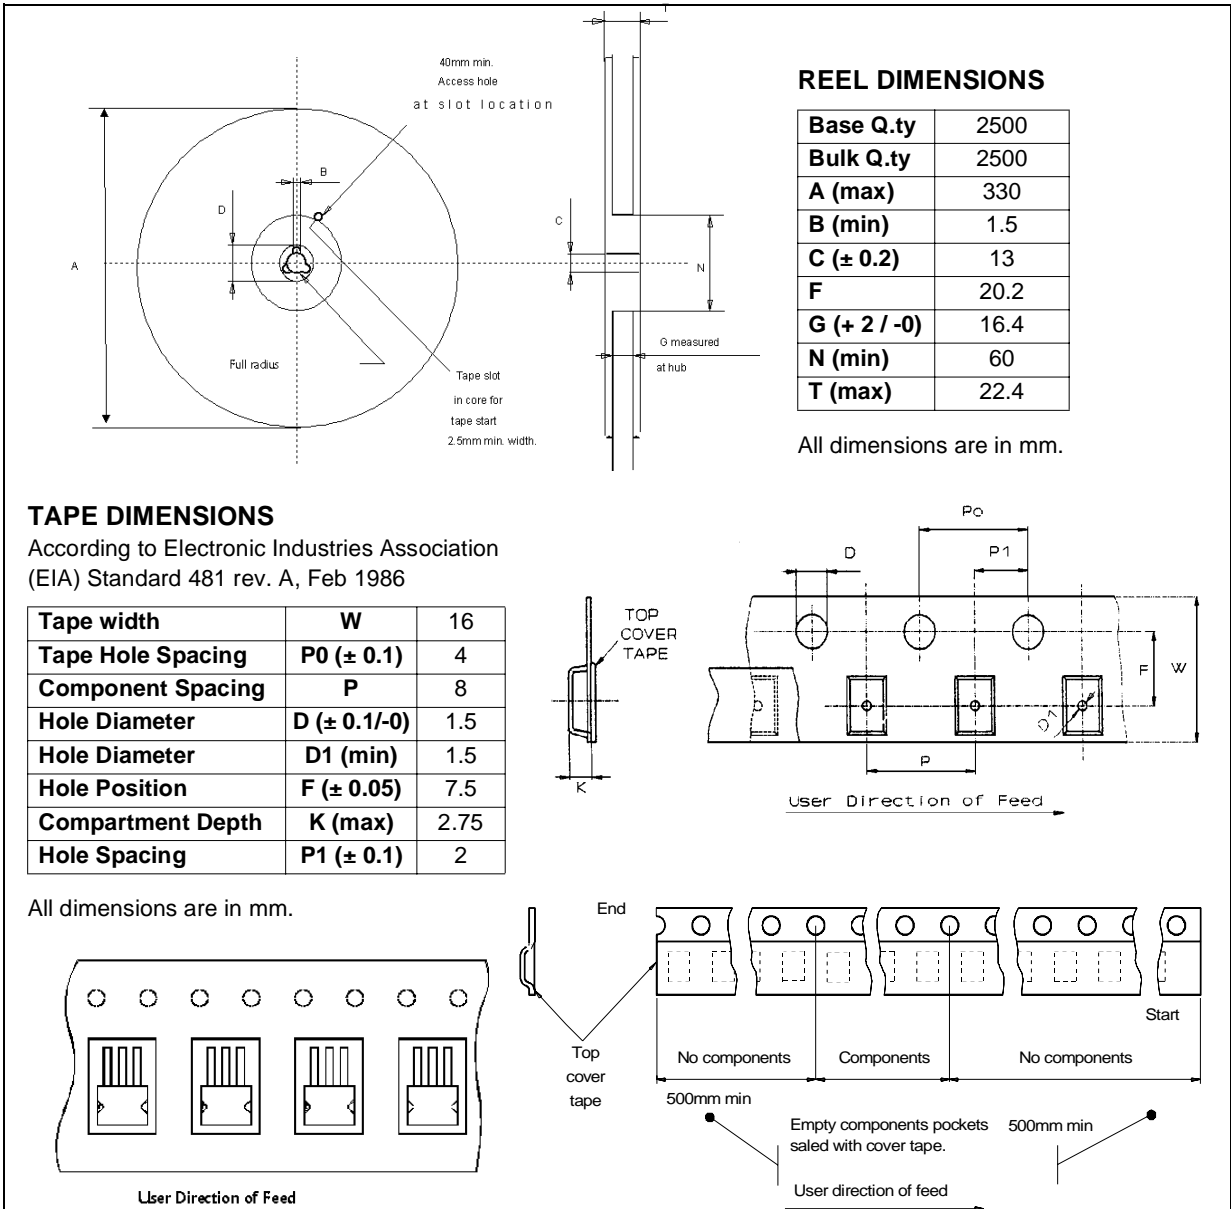 T
40mm min.
Access hole
at slot location
B
D
A
C
N
Full radius
G measured
at hub
Tape slot
in core for
tape start
2.5mm min. width.
REEL DIMENSIONS
Base Q.ty 2500
Bulk Q.ty 2500
A (max) 330
B (min) 1.5
C (± 0.2) 13
F 20.2
G (+ 2 / -0) 16.4
N (min) 60
T (max) 22.4
All dimensions are in mm.
TAPE DIMENSIONS
According to Electronic Industries Association
(EIA) Standard 481 rev. A, Feb 1986
Tape width W 16
Tape Hole Spacing P0 (± 0.1) 4
Component Spacing P 8
Hole Diameter D (± 0.1/-0) 1.5
Hole Diameter D1 (min) 1.5
Hole Position F (± 0.05) 7.5
Compartment Depth K (max) 2.75
Hole Spacing P1 (± 0.1) 2
All dimensions are in mm.
TOP
COVER
TAPE
K
Po
D
P1
F
W
D1
P
User Direction of Feed
User Direction of Feed
End
Start
Top
cover
tape
No components
Components
No components
500mm min
Empty components pockets
saled with cover tape.
500mm min
User direction of feed